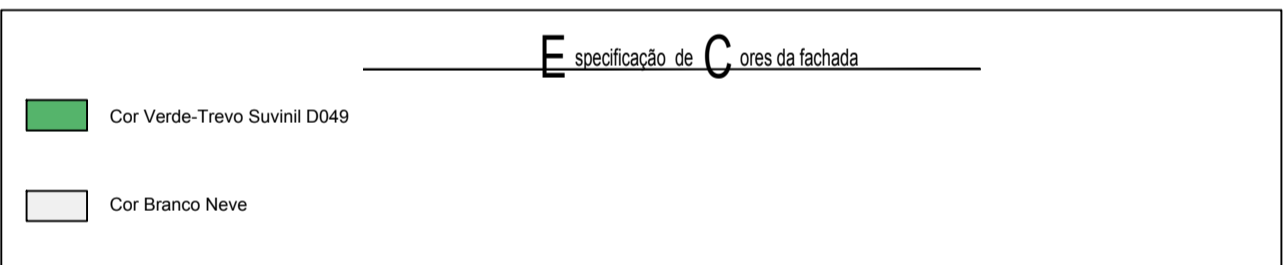 Especificação de Cores da fachada
Cor Verde-Trevo Suvinil D049
Cor Branco Neve